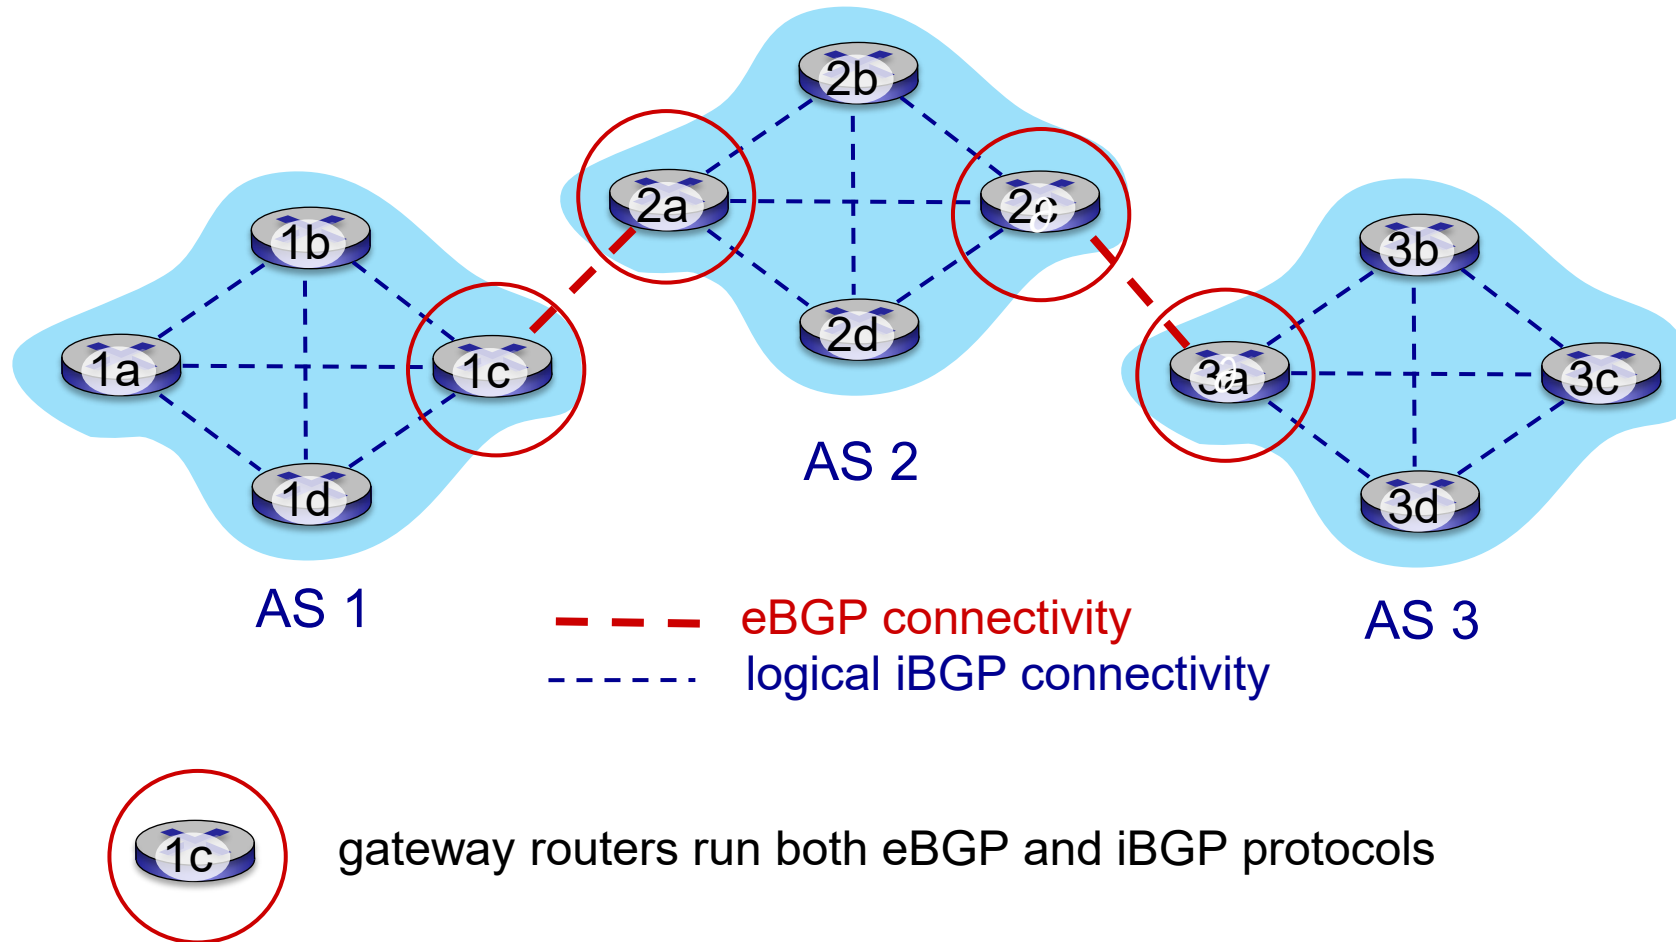 2b
2a
2c
1b
3b
2d
1a
1c
3a
3c
AS 2
1d
3d
AS 1
eBGP connectivity
AS 3
logical iBGP connectivity
1c
gateway routers run both eBGP and iBGP protocols